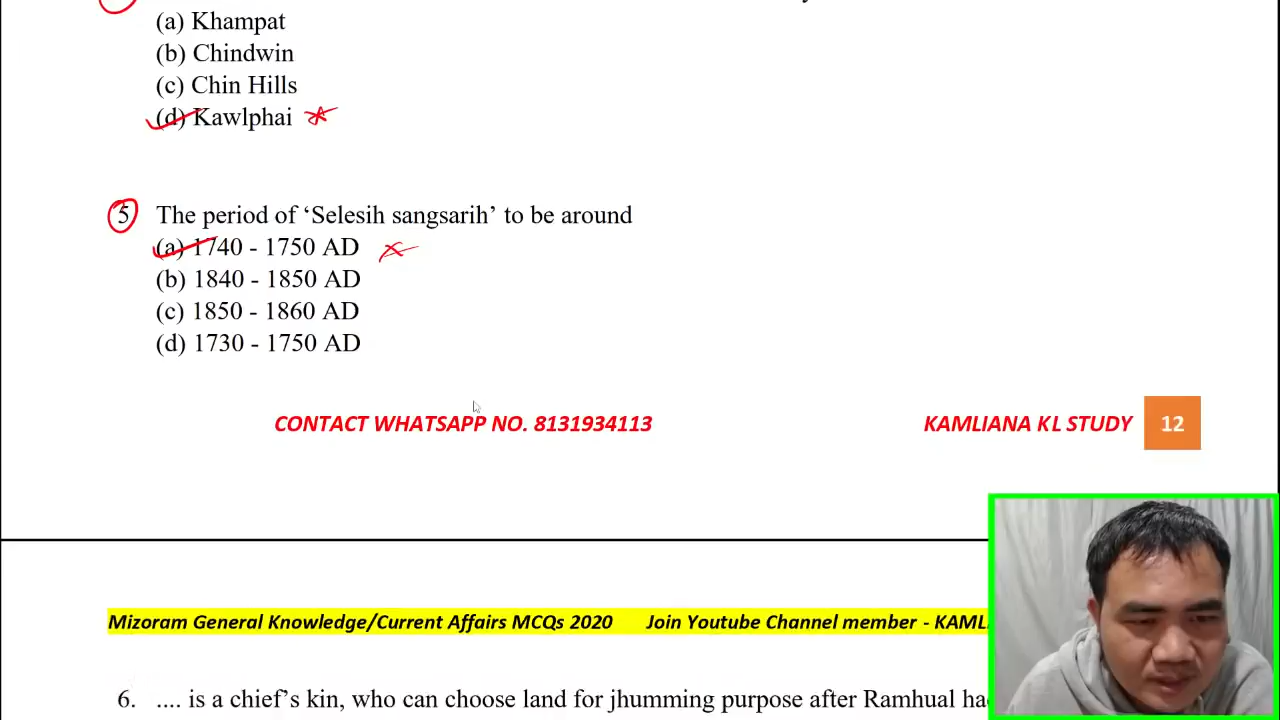 (a) Khampat
(b) Chindwin
(c) Chin Hills
(d) Kawlphai
5 The period of ‘Selesih sangsarih’ to be around
(a) 1740 - 1750 AD
(b) 1840 - 1850 AD
(c) 1850 - 1860 AD
(d) 1730 - 1750 AD
CONTACT WHATSAPP NO. 8131934113 KAMLIANA KL STUDY 12
Mizoram General Knowledge/Current Affairs MCQs 2020 Join Youtube Channel member -
6. .... is a chief’s kin, who can choose land for jhumming purpose after Ramhual